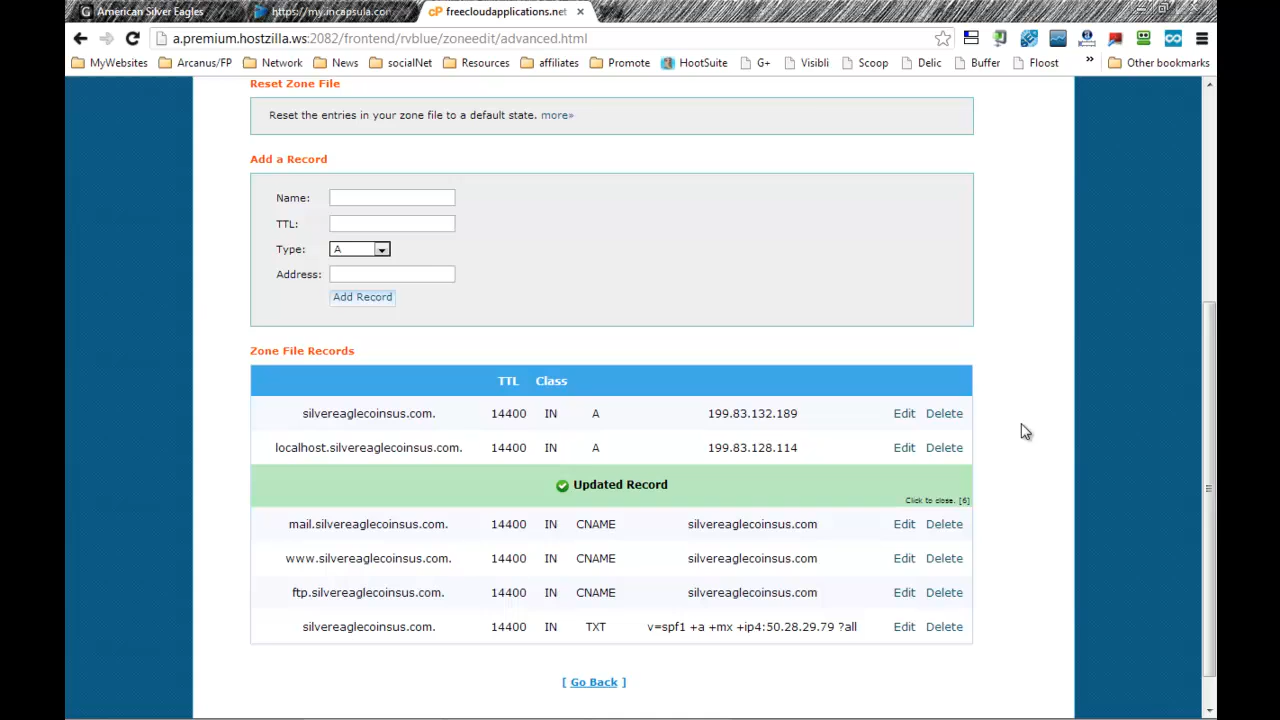 American Silver Eagles
https://my.incapsula.co
cP freecloudapplications.net ×
a.premium.hostzilla.ws:2082/frontend/rvblue/zoneedit/advanced.html
MyWebsites Arcanus/FP Network News socialNet Resources affiliates Promote HootSuite G+ Visibli Scoop Delic Buffer Floost » Other bookmarks
Reset Zone File
Reset the entries in your zone file to a default state. more»
Add a Record
Name:
TTL:
Type: A
Address:
Add Record
Zone File Records
TTL Class
silvereaglecoinsus.com. 14400 IN A 199.83.132.189 Edit Delete
localhost.silvereaglecoinsus.com. 14400 IN A 199.83.128.114 Edit Delete
Updated Record
Click to close. [6]
mail.silvereaglecoinsus.com. 14400 IN CNAME silvereaglecoinsus.com Edit Delete
www.silvereaglecoinsus.com. 14400 IN CNAME silvereaglecoinsus.com Edit Delete
ftp.silvereaglecoinsus.com. 14400 IN CNAME silvereaglecoinsus.com Edit Delete
silvereaglecoinsus.com. 14400 IN TXT v=spf1 +a +mx +ip4:50.28.29.79 ?all Edit Delete
[ Go Back ]